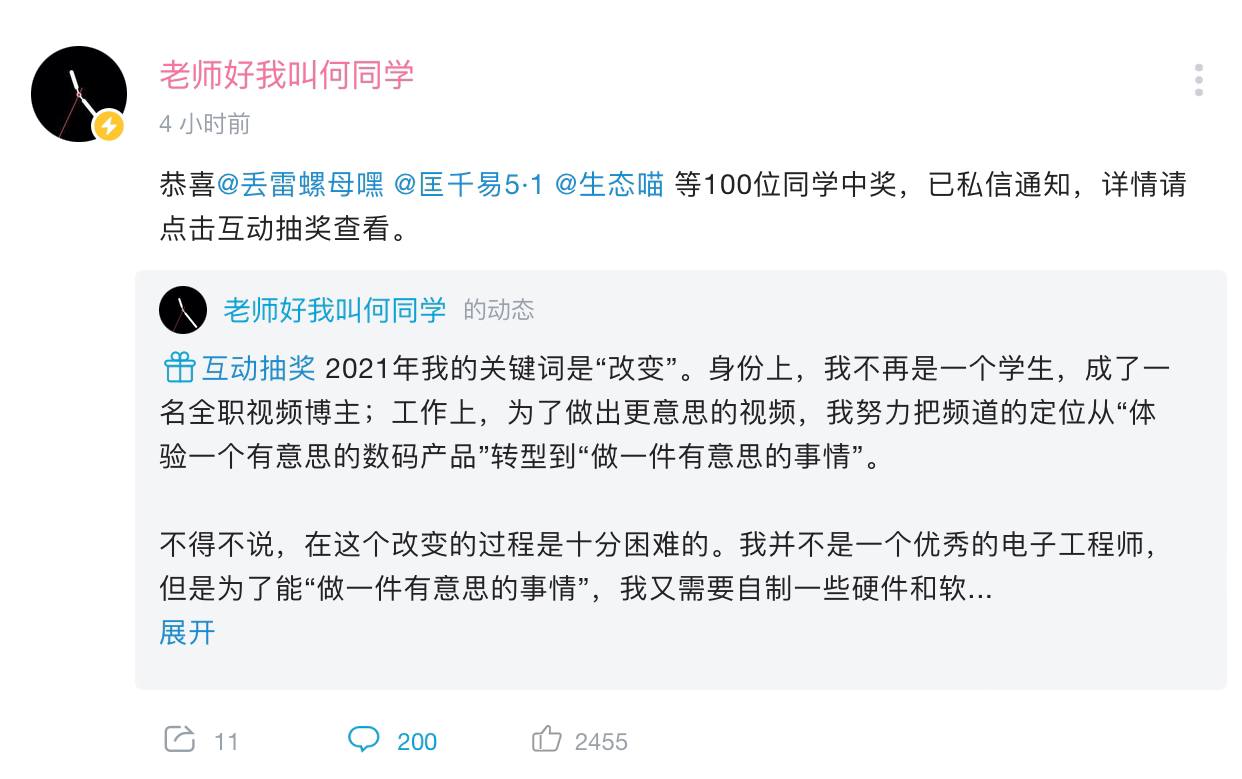 老师好我叫何同学
4 小时前
恭喜@丢雷螺母嘿 @匡千易5·1 @生态喵 等100位同学中奖，已私信通知，详情请
点击互动抽奖查看。
老师好我叫何同学 的动态
互动抽奖 2021年我的关键词是“改变”。身份上，我不再是一个学生，成了一
名全职视频博主；工作上，为了做出更意思的视频，我努力把频道的定位从“体
验一个有意思的数码产品”转型到“做一件有意思的事情”。
不得不说，在这个改变的过程是十分困难的。我并不是一个优秀的电子工程师，
但是为了能“做一件有意思的事情”，我又需要自制一些硬件和软...
展开
11 200 2455